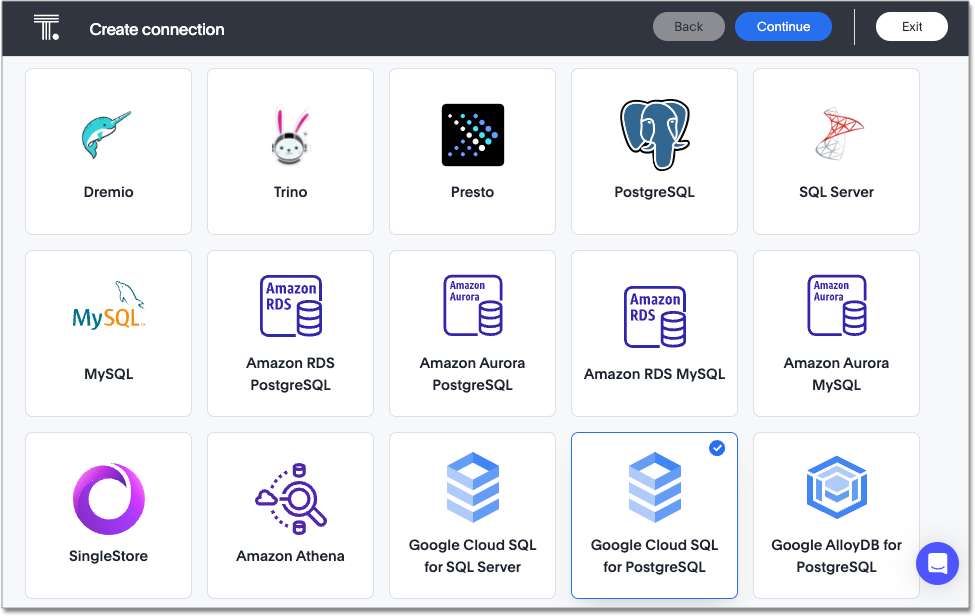 T.
Create connection
Back
Continue
Exit
Dremio
Trino
Presto
PostgreSQL
SQL Server
MySQL
MySQL
Amazon
RDS
Amazon RDS
PostgreSQL
Amazon
Aurora
Amazon Aurora
PostgreSQL
Amazon
RDS
Amazon RDS MySQL
Amazon
Aurora
Amazon Aurora
MySQL
SingleStore
Amazon Athena
Google Cloud SQL
for SQL Server
Google Cloud SQL
for PostgreSQL
Google AlloyDB for
PostgreSQL